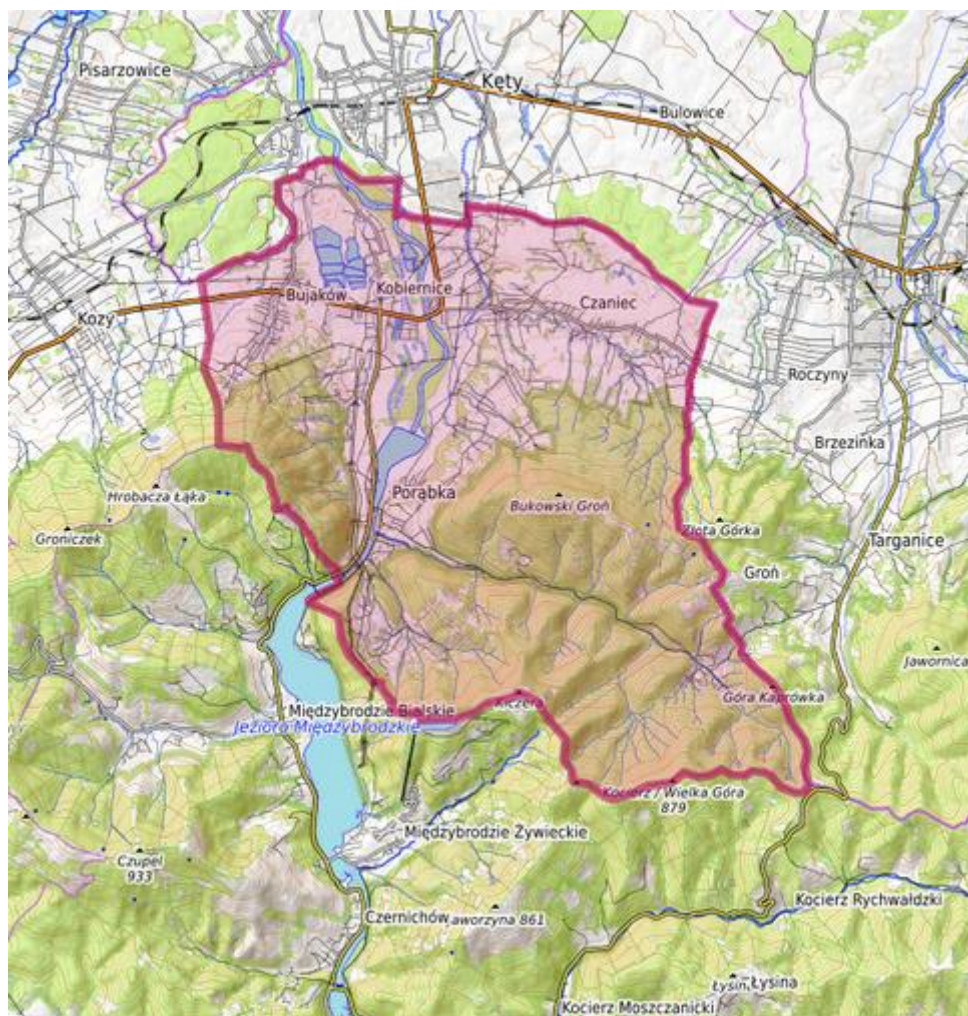 Pisarzowice
Kęty
Bulowice
Bujaków
Kobiernice
Czaniec
Kozy
Roczyny
Brzezinka
Hrobacza Łąka
Porąbka
Bukowski Groń
Groniczek
Złota Górka
Targanice
Groń
Jawornica
Góra Kaprówka
Kiczera
Międzybrodzie Bialskie
Jezioro Międzybrodzkie
Kocierz / Wielka Góra
879
Międzybrodzie Żywieckie
Czupel
933
Kocierz Rychwałdzki
Czernichów
Jaworzyna 861
Łysina
Kocierz Moszczanicki